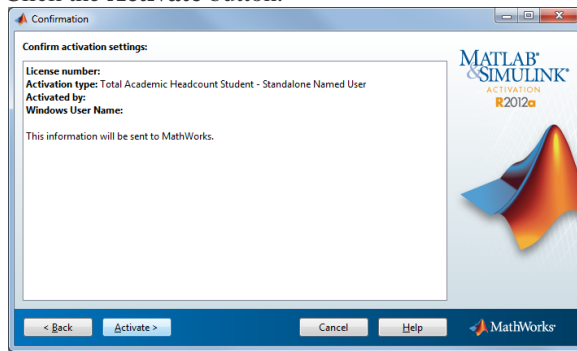 Click the Activate button.
Confirmation
Confirm activation settings:
License number:
Activation type: Total Academic Headcount Student - Standalone Named User
Activated by:
Windows User Name:
This information will be sent to MathWorks.
MATLAB®
&SIMULINK®
ACTIVATION
R2012a
< Back
Activate >
Cancel
Help
MathWorks®